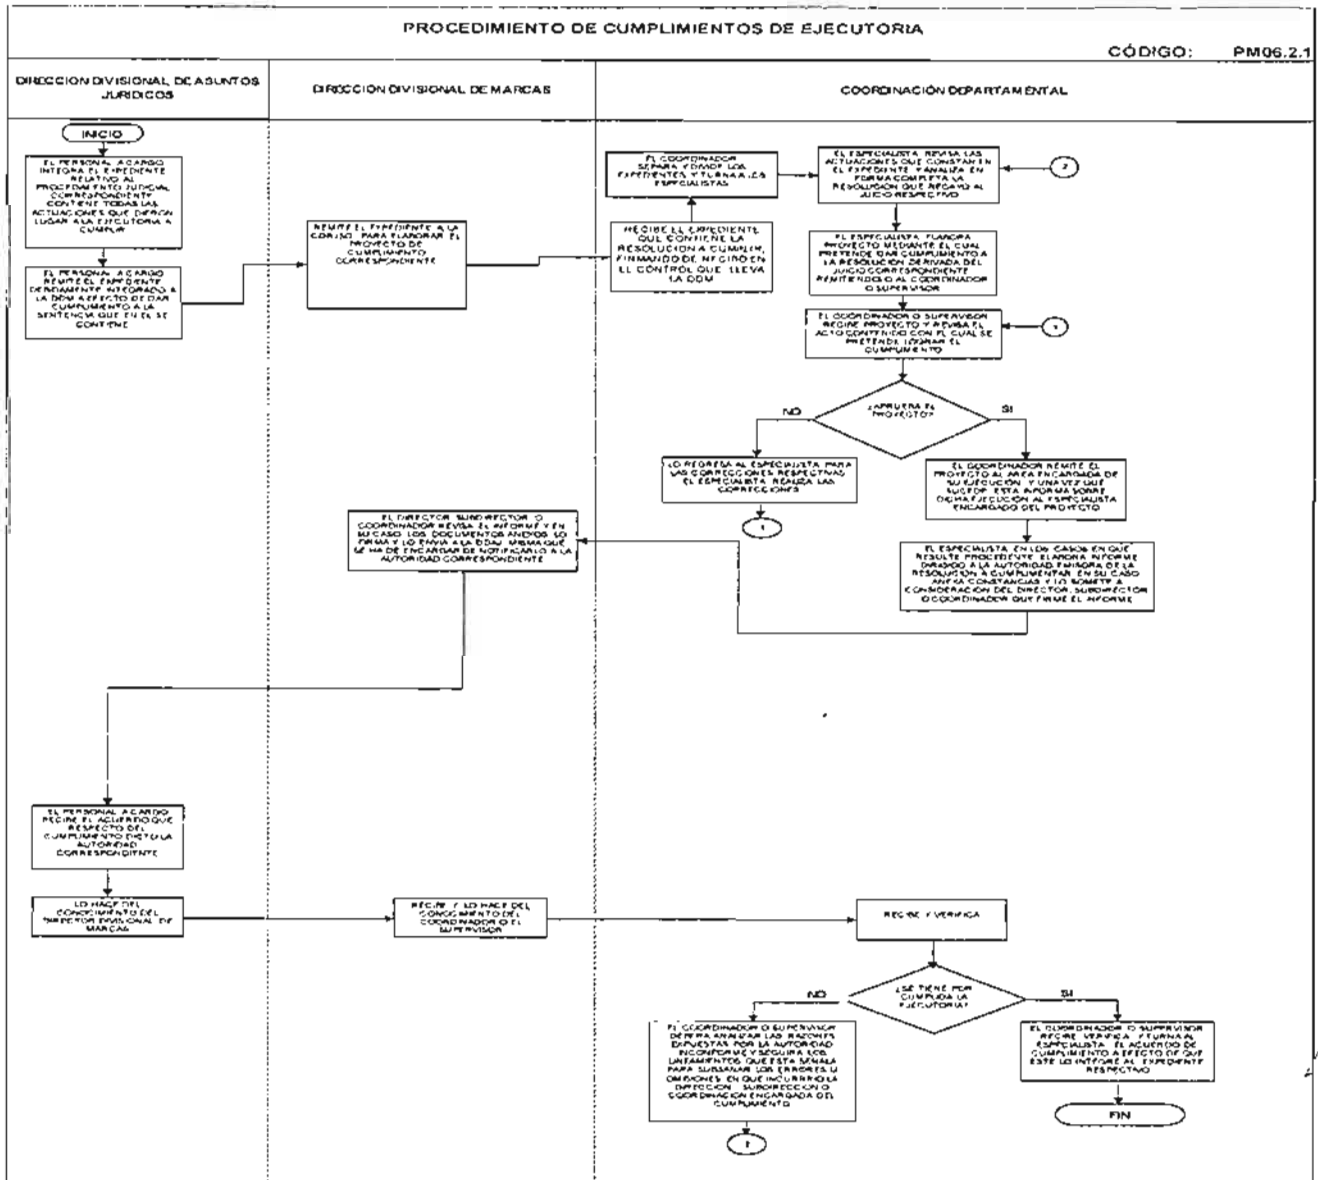 PROCEDIMIENTO DE CUMPLIMIENTOS DE EJECUTORIA
CÓDIGO: PM06.2.1
DIRECCION DIVISIONAL DE ASUNTOS
JURIDICOS
DIRECCION DIVISIONAL DE MARCAS
COORDINACIÓN DEPARTAMENTAL
INICIO
EL PERSONAL A CARGO
INTEGRA EL EXPEDIENTE
RELATIVO AL
PROCEDIMIENTO JUDICIAL
CORRESPONDIENTE
CONTIENE TODAS LAS
ACTUACIONES QUE DIERON
LUGAR A LA EJECUTORIA A
CUMPLIR
EL PERSONAL A CARGO
REMITE EL EXPEDIENTE
DEBIDAMENTE INTEGRADO A
LA DDM A EFECTO DE DAR
CUMPLIMIENTO A LA
SENTENCIA QUE EN EL SE
CONTIENE
REMITE EL EXPEDIENTE A LA
PARA ELABORAR EL
PROYECTO DE
CUMPLIMIENTO
CORRESPONDIENTE
RECIBE EL EXPEDIENTE
QUE CONTIENE LA
RESOLUCION A CUMPLIR,
FIRMANDO DE RECIBO EN
EL CONTROL QUE LLEVA
LA DDM
EL COORDINADOR
SEPARA Y DIVIDE LOS
EXPEDIENTES Y TURNA A LOS
ESPECIALISTAS
EL ESPECIALISTA REVISA LAS
ACTUACIONES QUE CONSTAN EN
EL EXPEDIENTE Y ANALIZA EN
FORMA COMPLETA LA
RESOLUCION QUE RECAYO AL
JUICIO RESPECTIVO
2
EL ESPECIALISTA ELABORA
PROYECTO MEDIANTE EL CUAL
PRETENDE DAR CUMPLIMIENTO A
LA RESOLUCION DERIVADA DEL
JUICIO CORRESPONDIENTE
REMITIENDOLO AL COORDINADOR
O SUPERVISOR
EL COORDINADOR O SUPERVISOR
RECIBE PROYECTO Y REVISA EL
ACTO CONTENIDO CON EL CUAL SE
PRETENDE LOGRAR EL
CUMPLIMIENTO
1
¿APRUEBA EL
PROYECTO?
NO
SI
LO REGRESA AL ESPECIALISTA PARA
LAS CORRECCIONES RESPECTIVAS
EL ESPECIALISTA REALIZA LAS
CORRECCIONES
1
EL COORDINADOR REMITE EL
PROYECTO AL AREA ENCARGADA DE
SU EJECUCION Y UNA VEZ QUE
SUCEDE ESTA INFORMA SOBRE
DICHA EJECUCION AL ESPECIALISTA
ENCARGADO DEL PROYECTO
EL ESPECIALISTA EN LOS CASOS EN QUE
RESULTE PROCEDENTE ELABORA INFORME
DIRIGIDO A LA AUTORIDAD EMISORA DE LA
RESOLUCION A CUMPLIMENTAR EN SU CASO
ANEXA CONSTANCIAS Y LO SOMETE A
CONSIDERACION DEL DIRECTOR, SUBDIRECTOR
O COORDINADOR QUE FIRME EL INFORME
EL DIRECTOR SUBDIRECTOR O
COORDINADOR REVISA EL INFORME Y EN
SU CASO LOS DOCUMENTOS ANEXOS LO
FIRMA Y LO ENVIA A LA DDAJ MISMA QUE
SE HA DE ENCARGAR DE NOTIFICARLO A LA
AUTORIDAD CORRESPONDIENTE
EL PERSONAL A CARGO
RECIBE EL ACUERDO QUE
RESPECTO DEL
CUMPLIMIENTO DICTO LA
AUTORIDAD
CORRESPONDIENTE
LO HACE DEL
CONOCIMIENTO DEL
DIRECTOR DIVISIONAL DE
MARCAS
RECIBE Y LO HACE DEL
CONOCIMIENTO DEL
COORDINADOR O EL
SUPERVISOR
RECIBE Y VERIFICA
¿SE TIENE POR
CUMPLIDA LA
EJECUTORIA?
NO
SI
EL COORDINADOR O SUPERVISOR
DEBERA ANALIZAR LAS RAZONES
EXPUESTAS POR LA AUTORIDAD
INCONFORME Y SEGUIRA LOS
LINEAMIENTOS QUE ESTA SEÑALA
PARA SUBSANAR LOS ERRORES U
OMISIONES EN QUE INCURRIO LA
DIRECCION SUBDIRECCION O
COORDINACION ENCARGADA DEL
CUMPLIMIENTO
EL COORDINADOR O SUPERVISOR
RECIBE VERIFICA Y TURNA AL
ESPECIALISTA EL ACUERDO DE
CUMPLIMIENTO A EFECTO DE QUE
ESTE LO INTEGRE AL EXPEDIENTE
RESPECTIVO
FIN